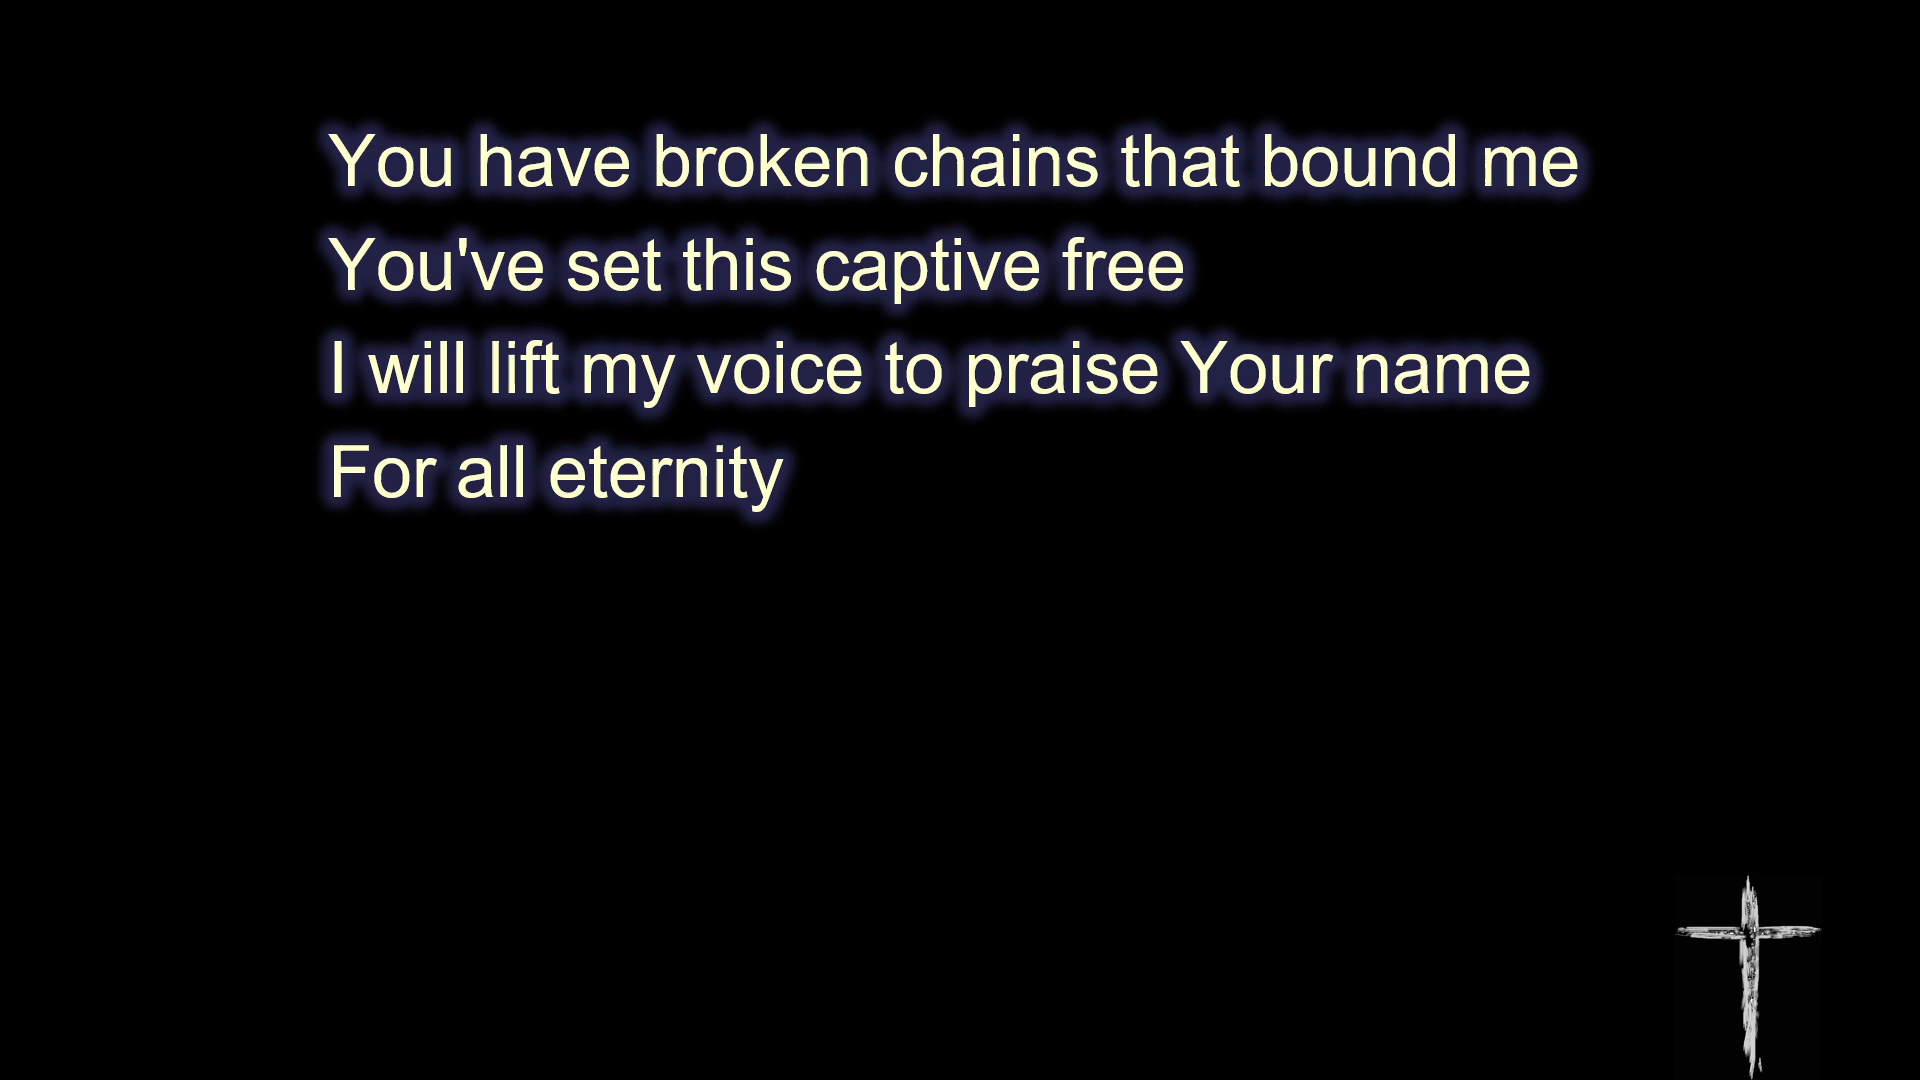 You have broken chains that bound me
You've set this captive free
I will lift my voice to praise Your name
For all eternity